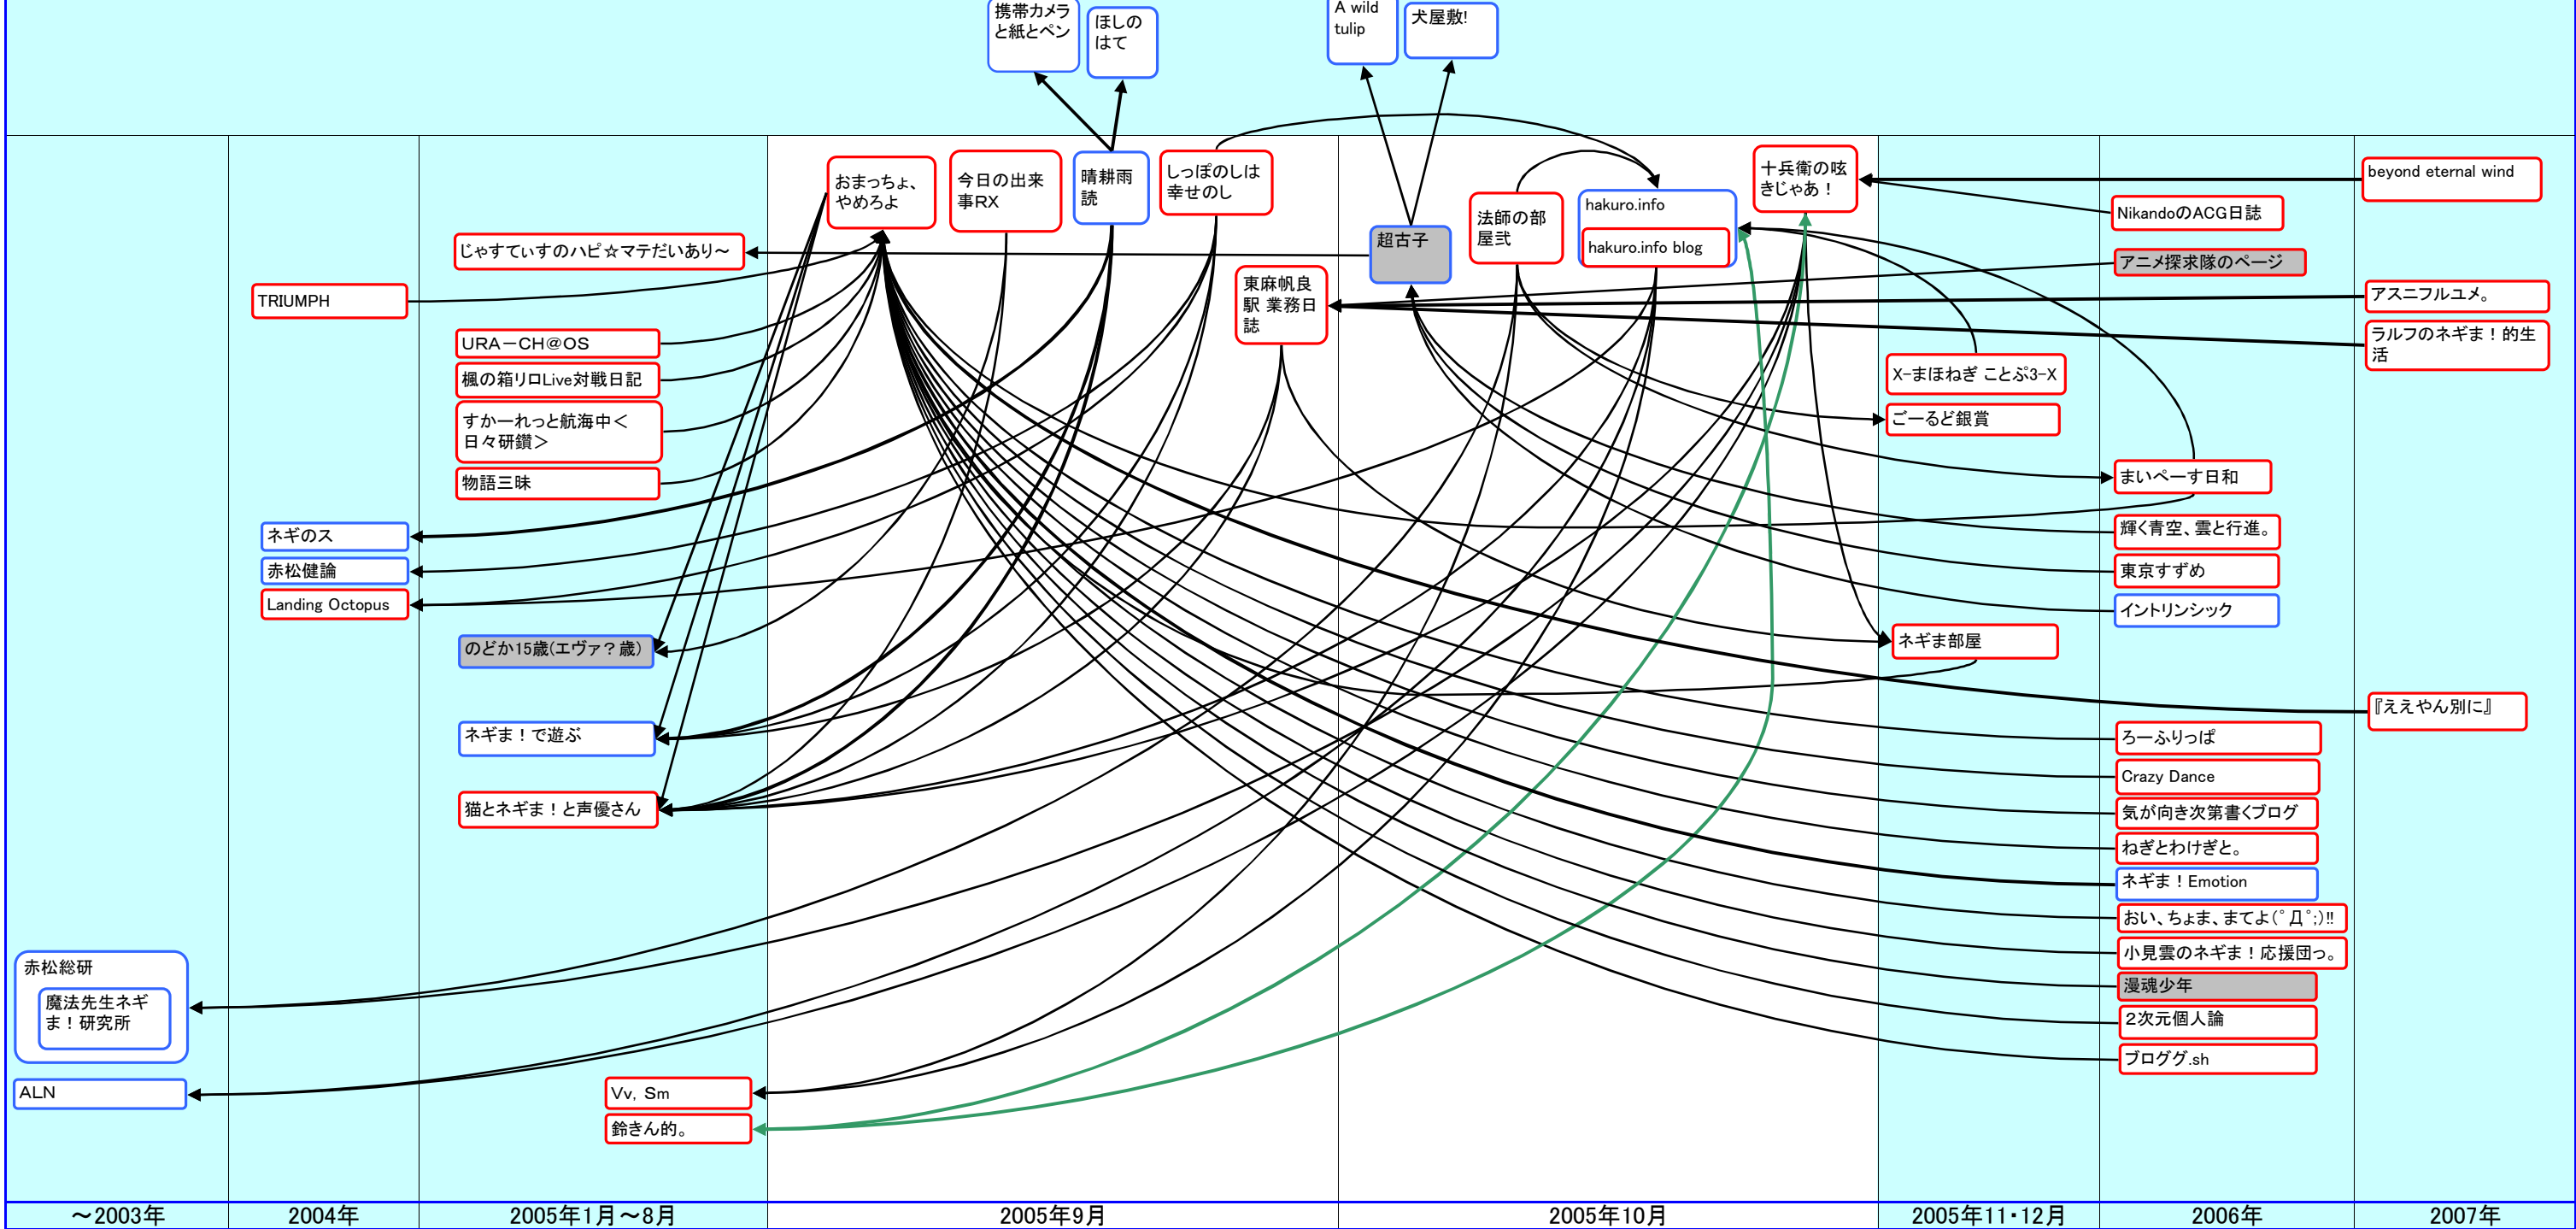 携帯カメラ
と紙とペン
ほしの
はて
A wild
tulip
犬屋敷!
おまっちょ、
やめろよ
今日の出来
事RX
晴耕雨
読
しっぽのしは
幸せのし
法師の部
屋弐
hakuro.info
hakuro.info blog
十兵衛の呟
きじゃあ！
beyond eternal wind
NikandoのACG日誌
じゃすてぃすのハピ☆マテだいあり～
超古子
アニメ探求隊のページ
TRIUMPH
東麻帆良
駅 業務日
誌
アスニフルユメ。
ラルフのネギま！的生
活
URA－CH＠OS
楓の箱リロLive対戦日記
X-まほねぎ ことぷ3-X
すかーれっと航海中＜
日々研鑽＞
ごーるど銀賞
物語三昧
まいぺーす日和
ネギのス
輝く青空、雲と行進。
赤松健論
東京すずめ
Landing Octopus
イントリンシック
のどか15歳(エヴァ？歳)
ネギま部屋
『ええやん別に』
ネギま！で遊ぶ
ろーふりっぱ
Crazy Dance
猫とネギま！と声優さん
気が向き次第書くブログ
ねぎとわけぎと。
ネギま！Emotion
おい、ちょま、まてよ(ﾟДﾟ;)!!
赤松総研
魔法先生ネギ
ま！研究所
小見雲のネギま！応援団っ。
漫魂少年
２次元個人論
ブロググ.sh
ALN
Vv, Sm
鈴きん的。
～2003年
2004年
2005年1月～8月
2005年9月
2005年10月
2005年11・12月
2006年
2007年